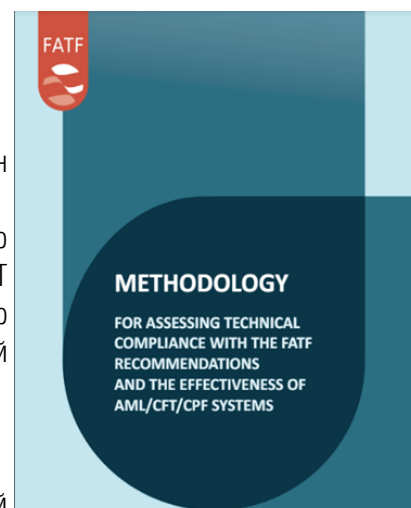 FATF
Н
О
Т
О
Й
METHODOLOGY
FOR ASSESSING TECHNICAL
COMPLIANCE WITH THE FATF
RECOMMENDATIONS
AND THE EFFECTIVENESS OF
AML/CFT/CPF SYSTEMS
й